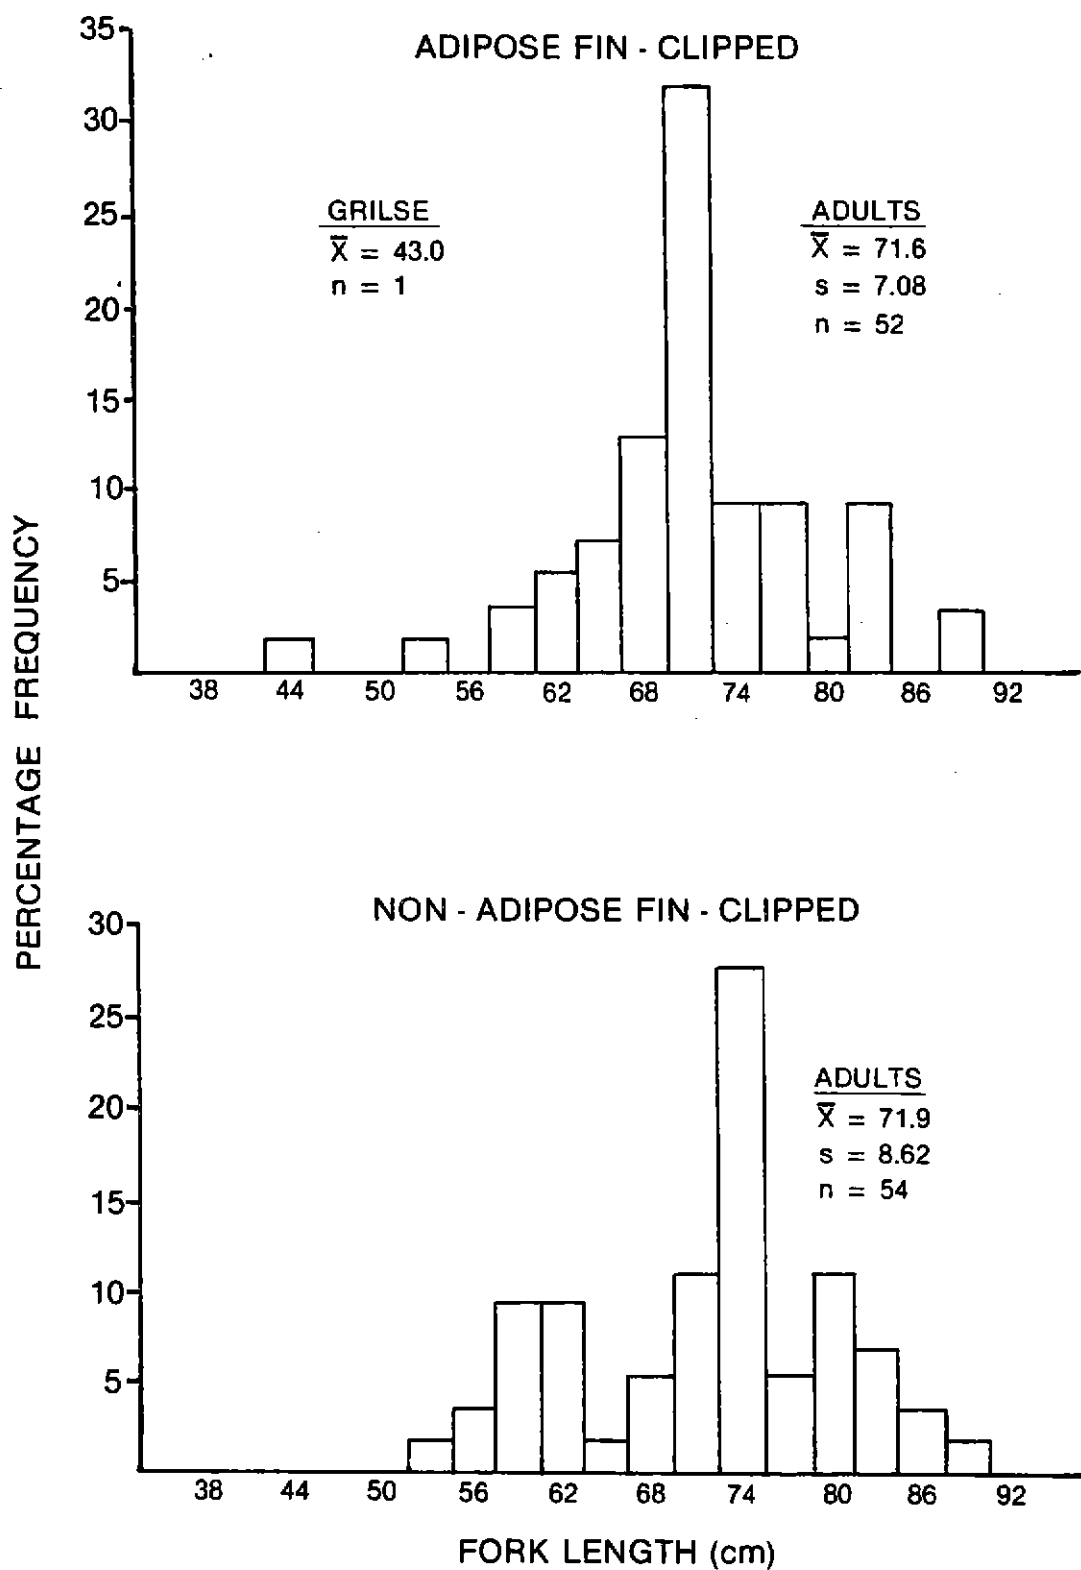 ADIPOSE FIN - CLIPPED
35
30
25
20
15
10
5
GRILSE
X̅ = 43.0
n = 1
ADULTS
X̅ = 71.6
s = 7.08
n = 52
38 44 50 56 62 68 74 80 86 92
PERCENTAGE FREQUENCY
NON - ADIPOSE FIN - CLIPPED
30
25
20
15
10
5
ADULTS
X̅ = 71.9
s = 8.62
n = 54
38 44 50 56 62 68 74 80 86 92
FORK LENGTH (cm)